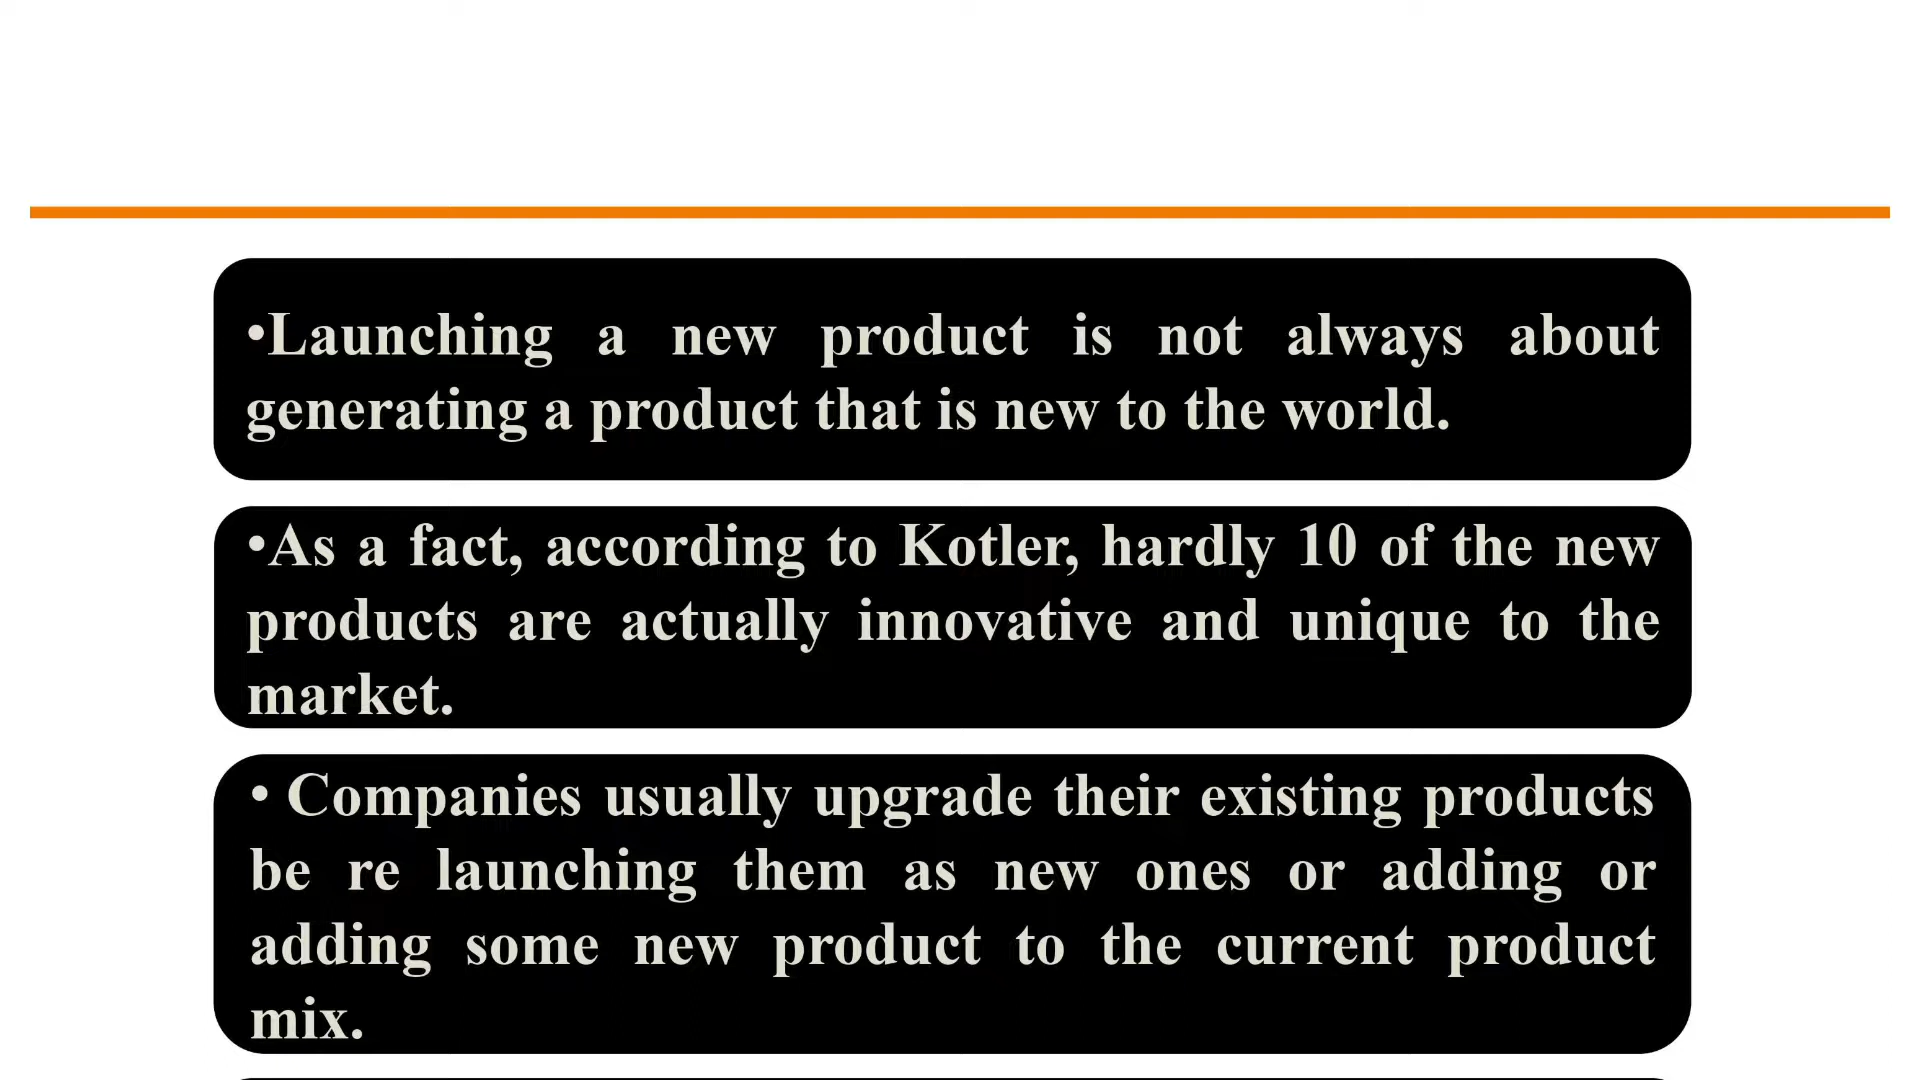 •Launching a new product is not always about
generating a product that is new to the world.
•As a fact, according to Kotler, hardly 10 of the new
products are actually innovative and unique to the
market.
• Companies usually upgrade their existing products
be re launching them as new ones or adding or
adding some new product to the current product
mix.